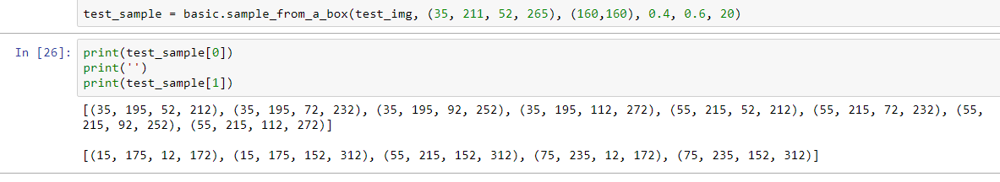 test_sample = basic.sample_from_a_box(test_img, (35, 211, 52, 265), (160,160), 0.4, 0.6, 20)
In [26]: print(test_sample[0])
print('')
print(test_sample[1])
[(35, 195, 52, 212), (35, 195, 72, 232), (35, 195, 92, 252), (35, 195, 112, 272), (55, 215, 52, 212), (55, 215, 72, 232), (55,
215, 92, 252), (55, 215, 112, 272)]
[(15, 175, 12, 172), (15, 175, 152, 312), (55, 215, 152, 312), (75, 235, 12, 172), (75, 235, 152, 312)]